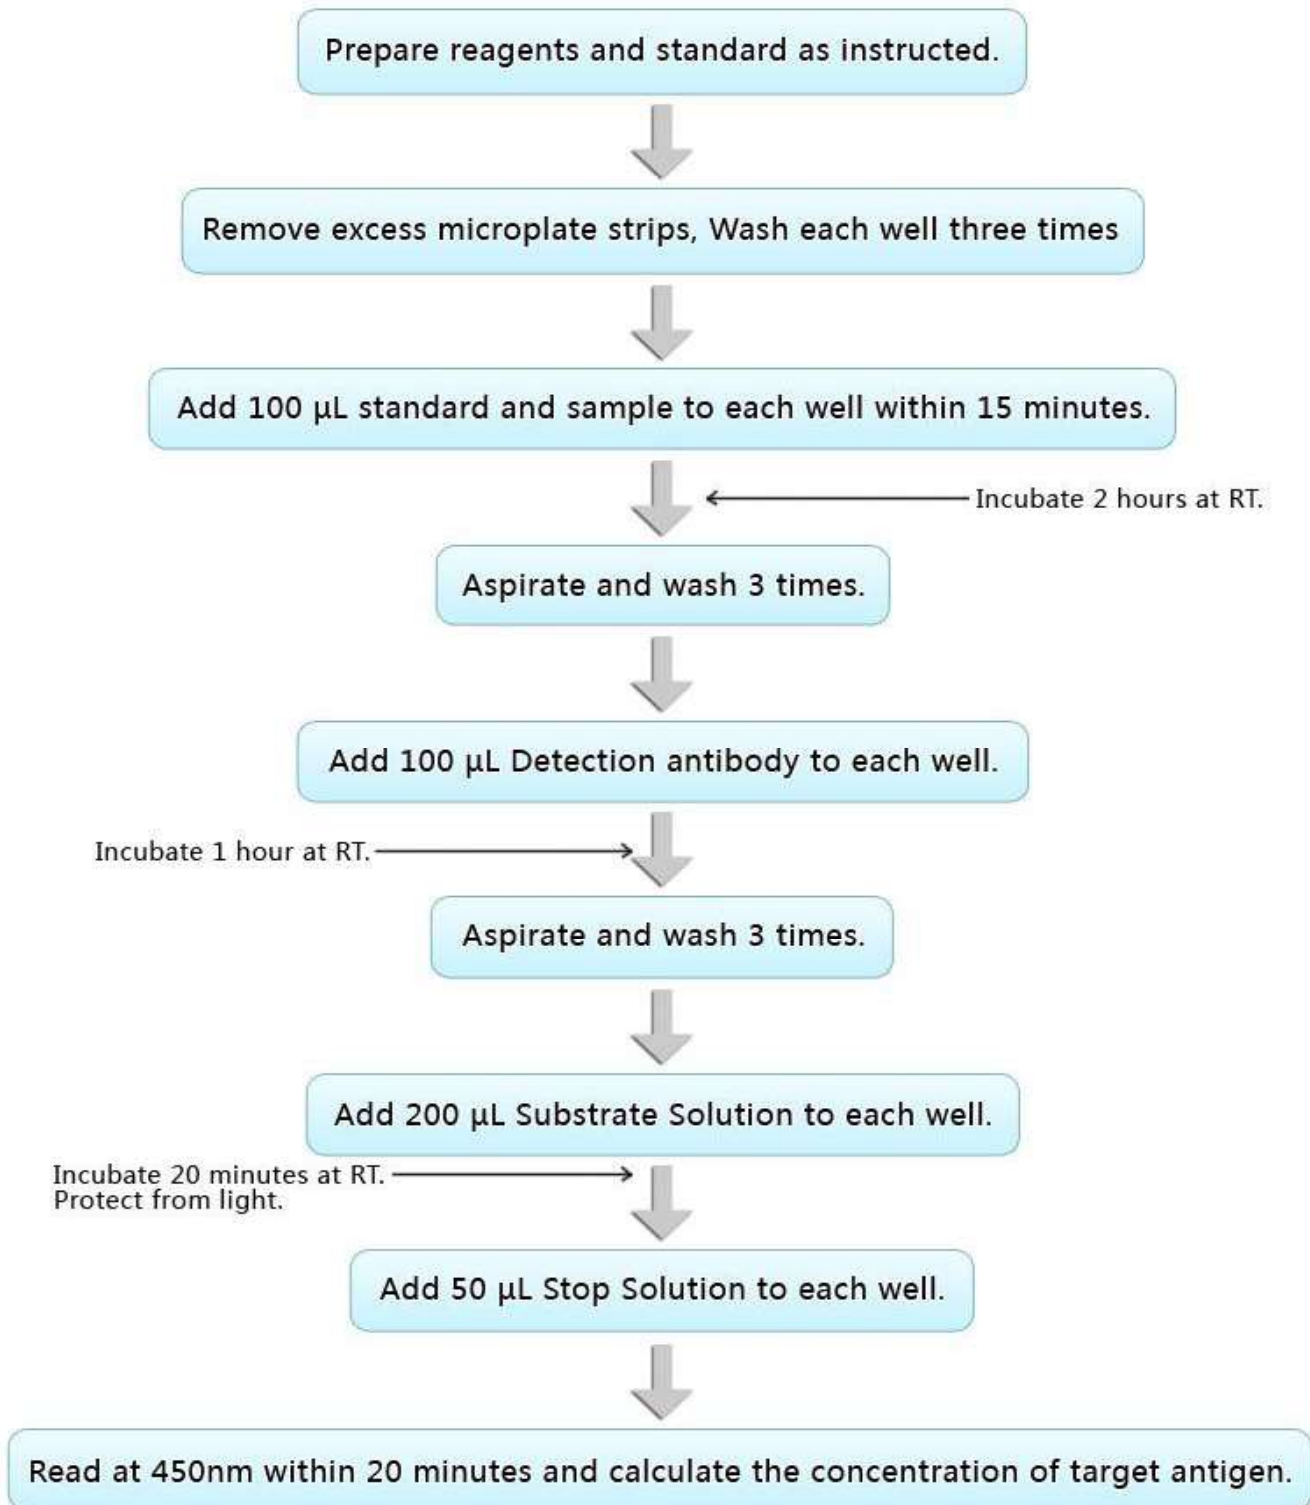 Prepare reagents and standard as instructed.
Remove excess microplate strips, Wash each well three times
Add 100 μL standard and sample to each well within 15 minutes.
Incubate 2 hours at RT.
Aspirate and wash 3 times.
Add 100 μL Detection antibody to each well.
Incubate 1 hour at RT.
Aspirate and wash 3 times.
Add 200 μL Substrate Solution to each well.
Incubate 20 minutes at RT.
Protect from light.
Add 50 μL Stop Solution to each well.
Read at 450nm within 20 minutes and calculate the concentration of target antigen.